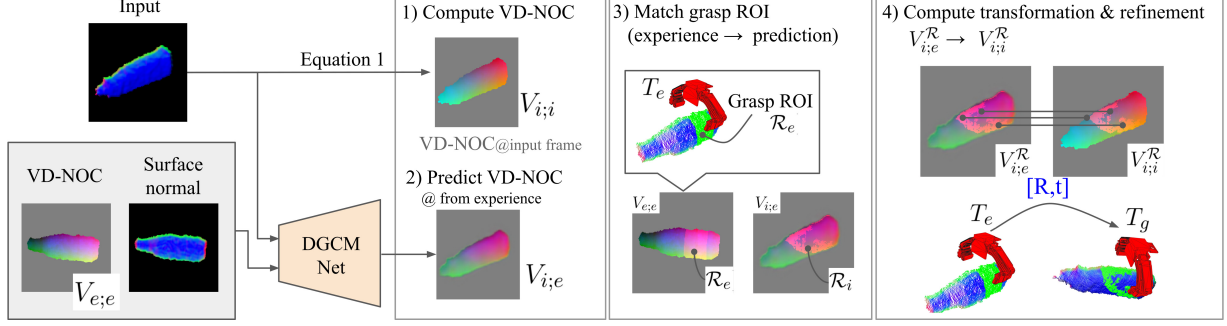 Input
Equation 1
VD-NOC
Surface
normal
V_{e;e}
DGCM
Net
1) Compute VD-NOC
V_{i;i}
VD-NOC@input frame
2) Predict VD-NOC
@ from experience
V_{i;e}
3) Match grasp ROI
(experience → prediction)
T_e
Grasp ROI
ℛ_e
V_{e;e}
ℛ_e
V_{i;e}
ℛ_i
4) Compute transformation & refinement
V_{i;e}^ℛ → V_{i;i}^ℛ
V_{i;e}^ℛ
V_{i;i}^ℛ
[R,t]
T_e
T_g